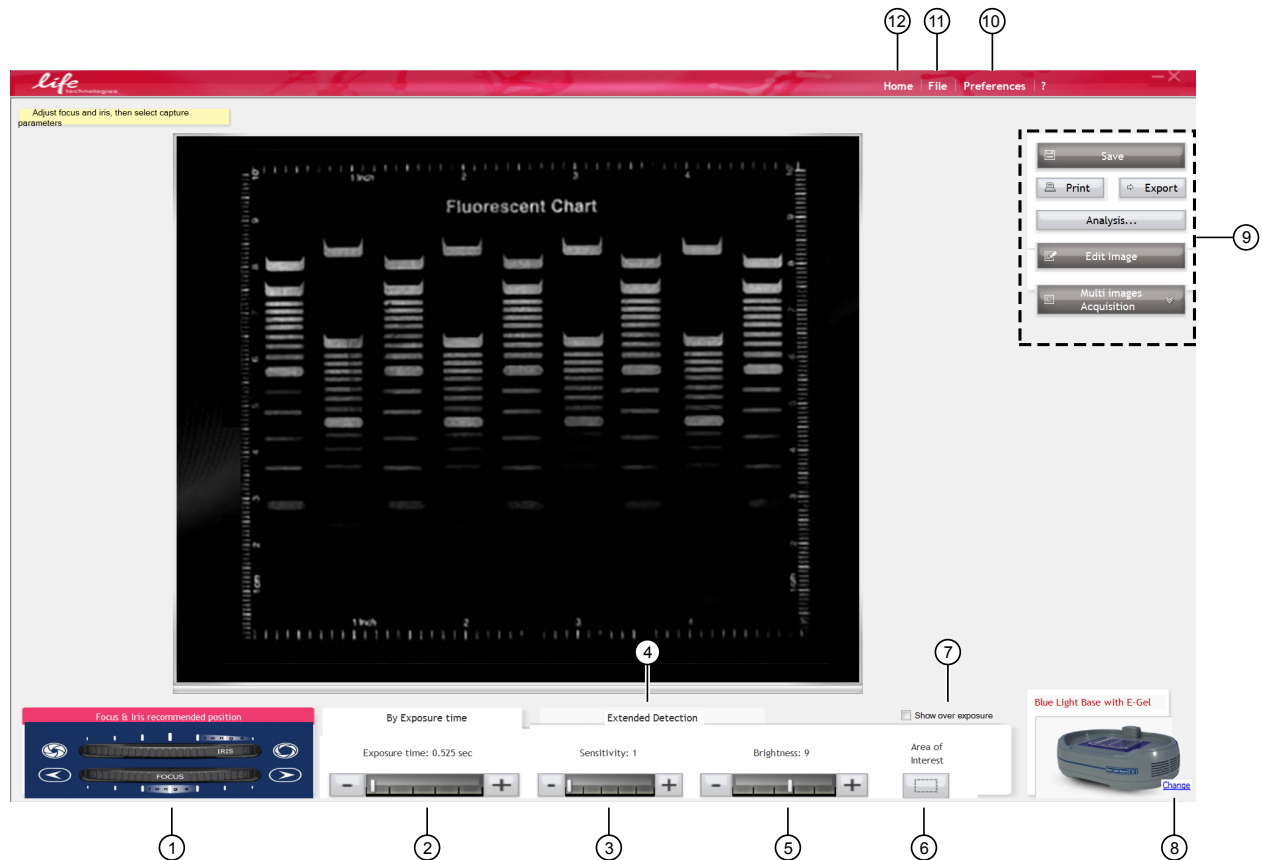 12
11
10
life
technologies
Home
File
Preferences
?
Adjust focus and iris, then select capture
parameters
1 Inch
2
3
4
Fluorescent Chart
Save
Print
Export
Analysis...
Edit Image
Multi images
Acquisition
9
1 Inch
2
3
4
4
7
Focus & Iris recommended position
IRIS
FOCUS
By Exposure time
Extended Detection
Show over exposure
Exposure time: 0.525 sec
Sensitivity: 1
Brightness: 9
Area of
Interest
Blue Light Base with E-Gel
Change
1
2
3
5
6
8